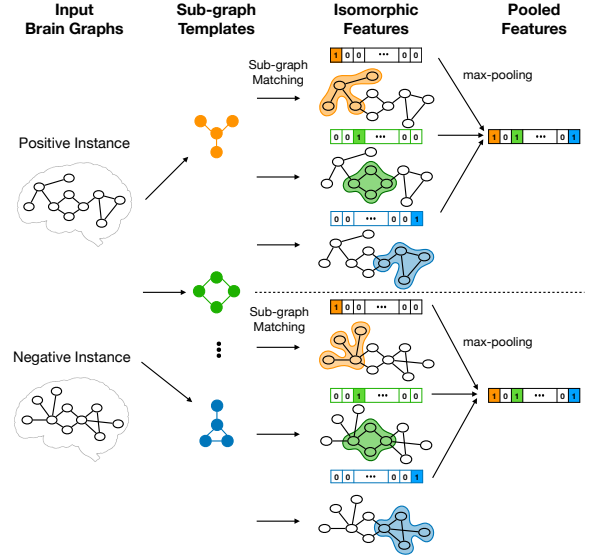 Input
Brain Graphs
Sub-graph
Templates
Isomorphic
Features
Pooled
Features
Sub-graph
Matching
1 0 0 ... 0 0
max-pooling
Positive Instance
0 0 1 ... 0 0
1 0 1 ... 0 1
0 0 ... 0 0 1
Sub-graph
Matching
1 0 0 ... 0 0
max-pooling
Negative Instance
0 0 1 ... 0 0
1 0 1 ... 0 1
0 0 ... 0 0 1